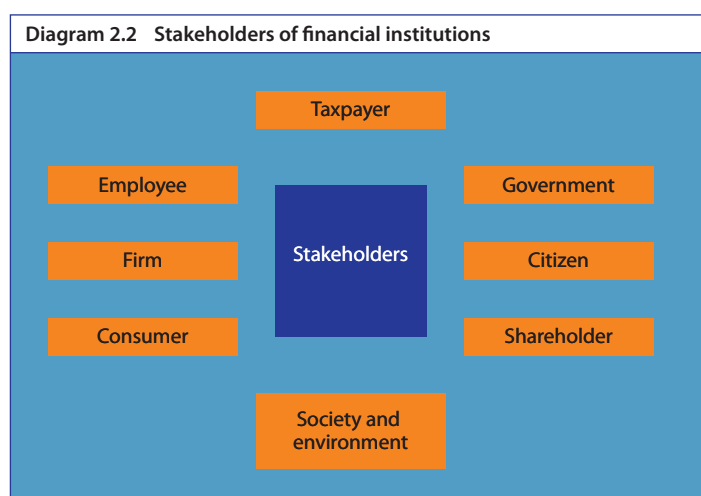 Diagram 2.2 Stakeholders of financial institutions
Taxpayer
Employee
Government
Stakeholders
Firm
Citizen
Consumer
Shareholder
Society and
environment